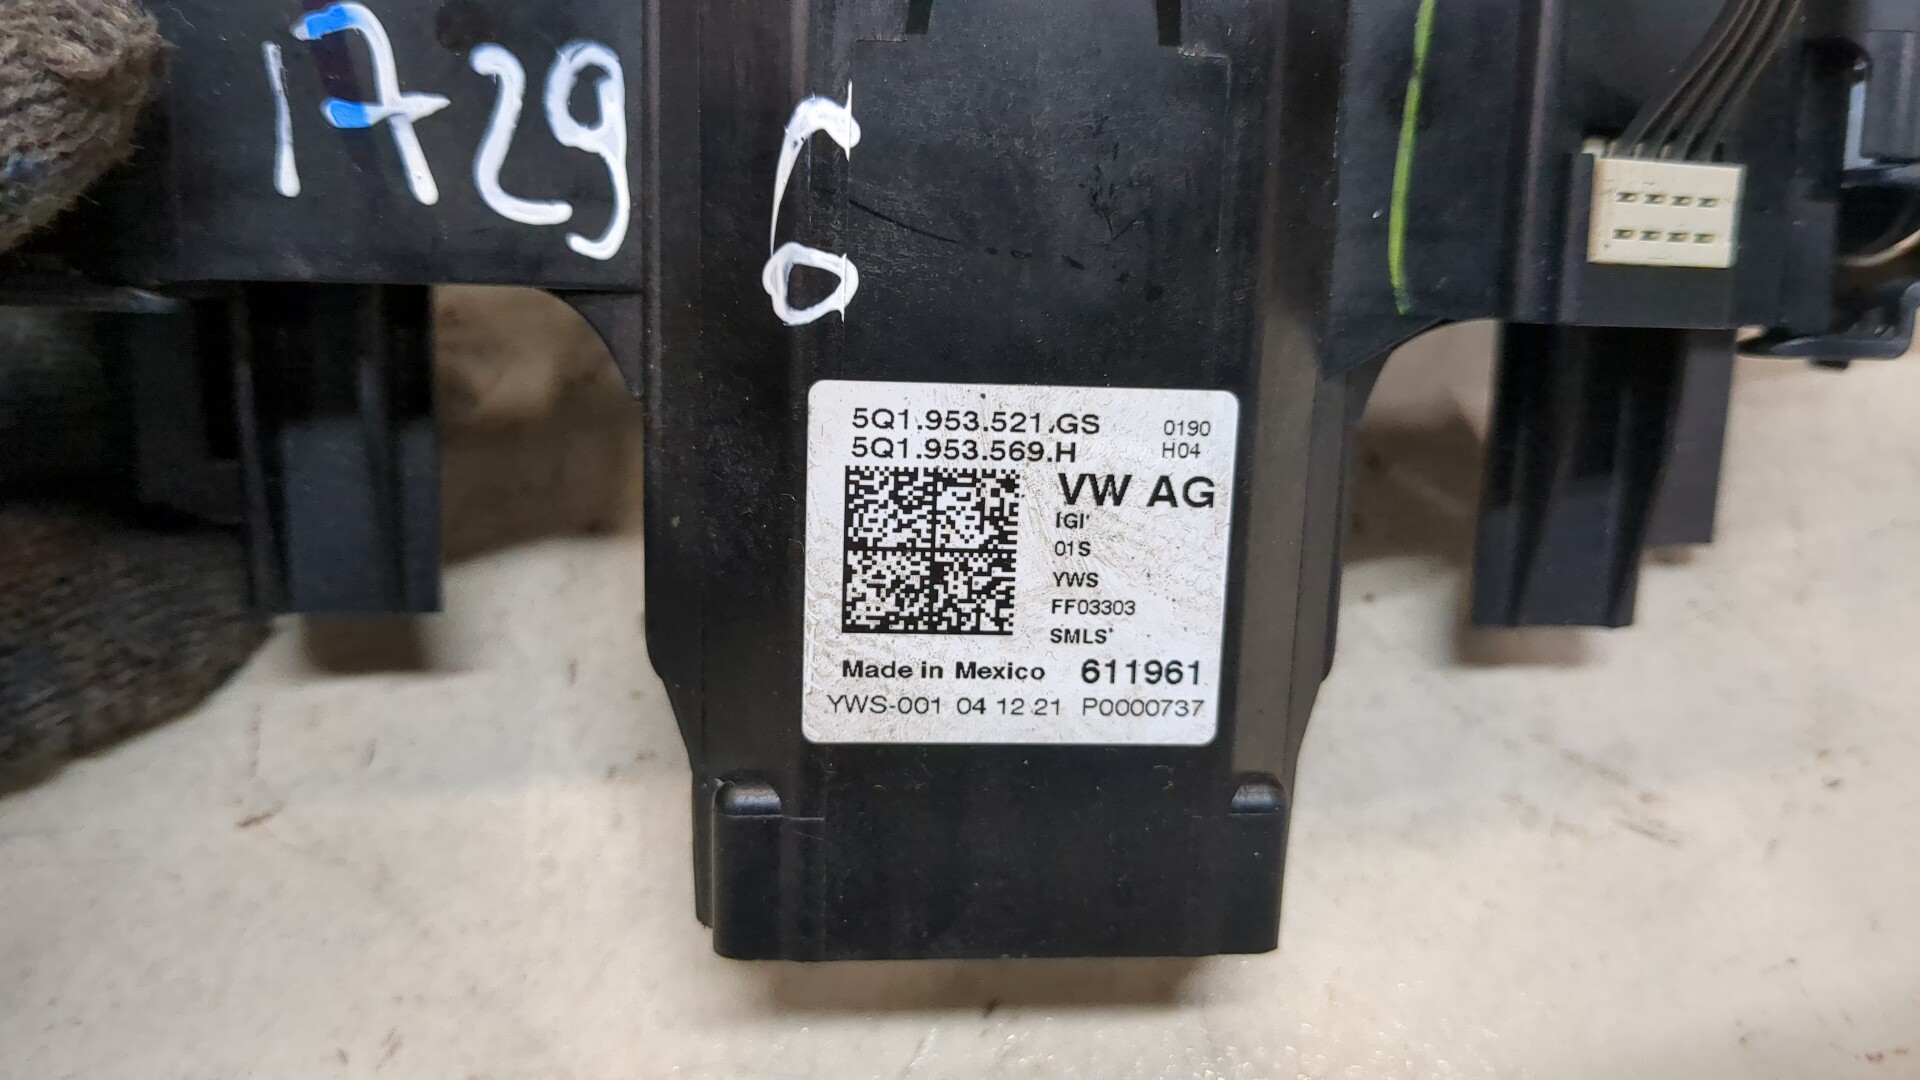 1729
6
5Q1.953.521.GS 0190
5Q1.953.569.H H04
VW AG
IGI'
01S
YWS
FF03303
SMLS*
Made in Mexico 611961
YWS-001 04 12 21 P0000737